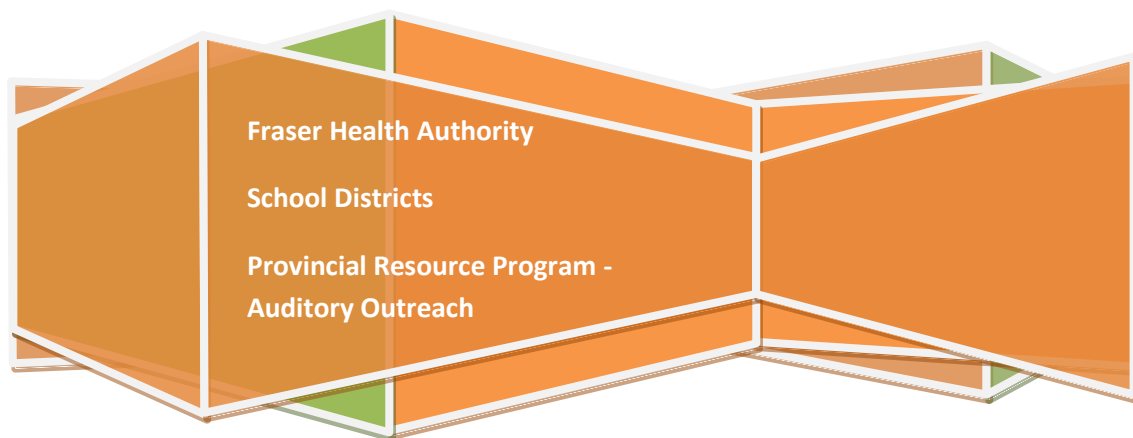 Fraser Health Authority
School Districts
Provincial Resource Program -
Auditory Outreach